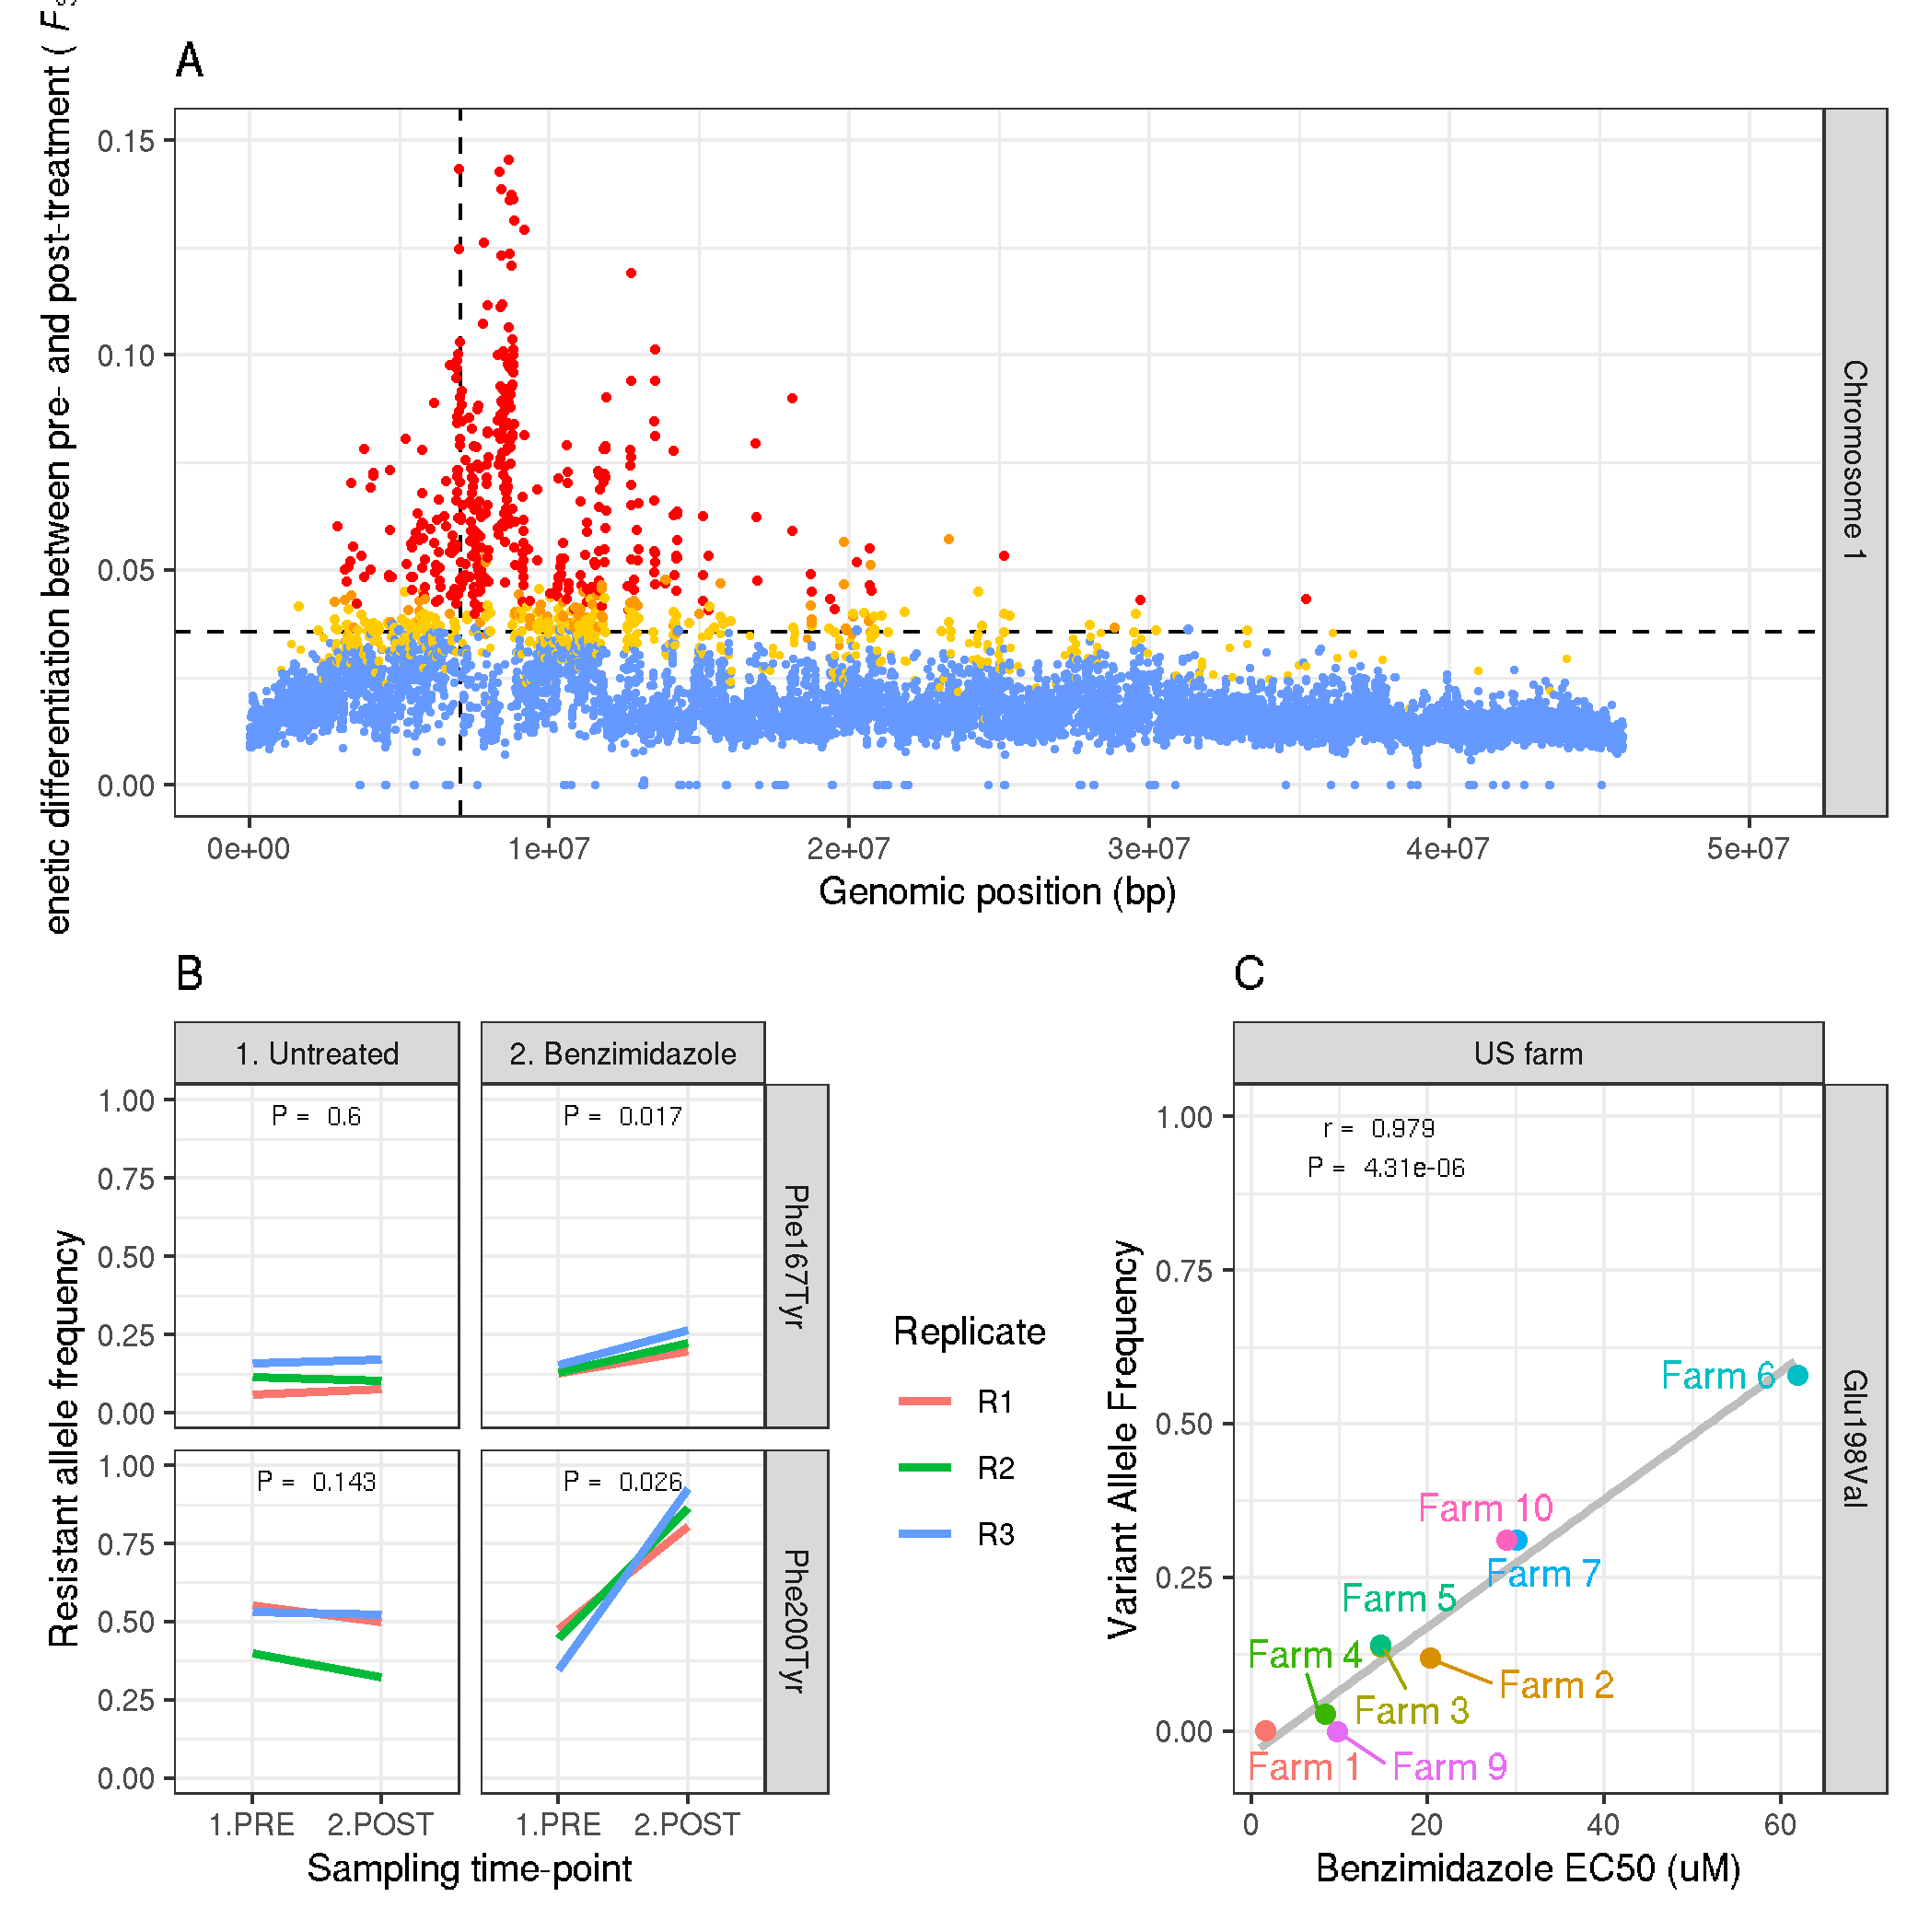 A
enetic differentiation between pre- and post-treatment ( F
0.15
0.10
0.05
0.00
0e+00 1e+07 2e+07 3e+07 4e+07 5e+07
Genomic position (bp)
Chromosome 1
B
1. Untreated 2. Benzimidazole
Resistant allele frequency
1.00
0.75
0.50
0.25
0.00
P = 0.6
P = 0.017
Phe167Tyr
1.00
0.75
0.50
0.25
0.00
P = 0.143
P = 0.026
Phe200Tyr
1.PRE 2.POST 1.PRE 2.POST
Sampling time-point
Replicate
R1
R2
R3
C
US farm
Variant Allele Frequency
1.00
0.75
0.50
0.25
0.00
r = 0.979
P = 4.31e-06
Farm 6
Farm 10
Farm 7
Farm 5
Farm 4
Farm 2
Farm 3
Farm 1
Farm 9
Glu198Val
0 20 40 60
Benzimidazole EC50 (uM)